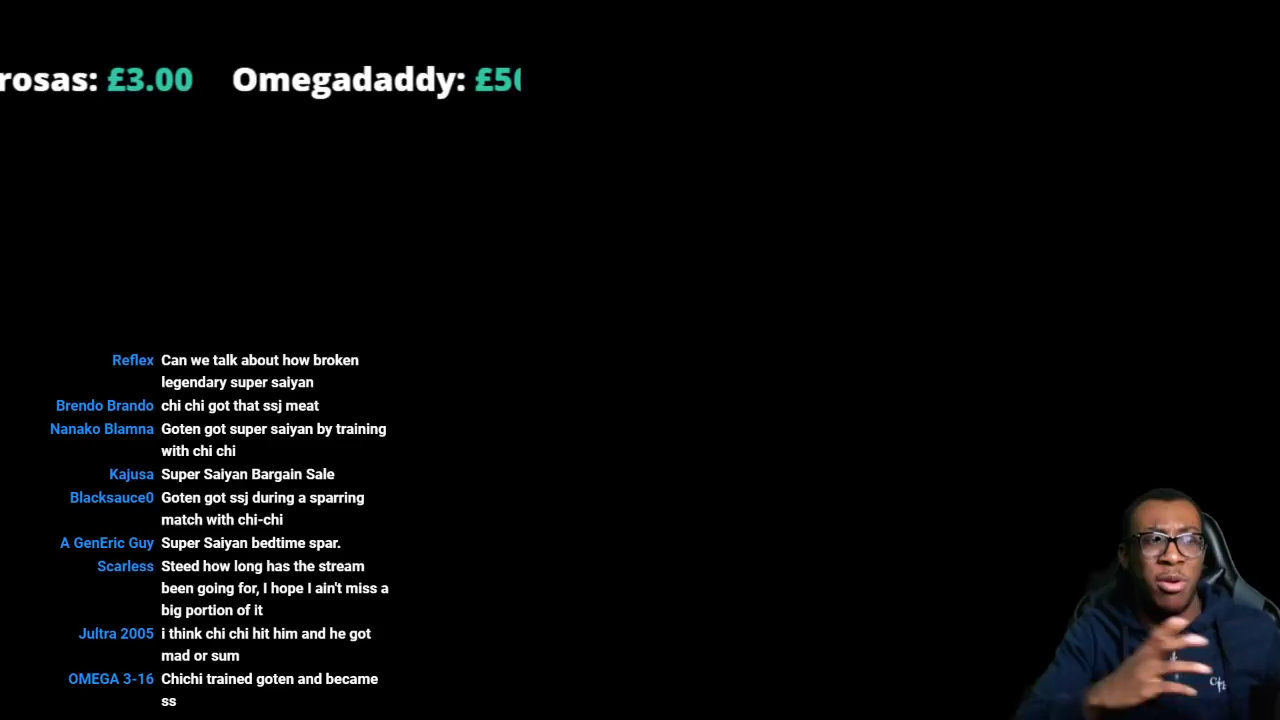 rosas: £3.00 Omegadaddy: £50
Reflex Can we talk about how broken
legendary super saiyan
Brendo Brando chi chi got that ssj meat
Nanako Blamna Goten got super saiyan by training
with chi chi
Kajusa Super Saiyan Bargain Sale
Blacksauce0 Goten got ssj during a sparring
match with chi-chi
A GenEric Guy Super Saiyan bedtime spar.
Scarless Steed how long has the stream
been going for, I hope I ain't miss a
big portion of it
Jultra 2005 i think chi chi hit him and he got
mad or sum
OMEGA 3-16 Chichi trained goten and became
ss